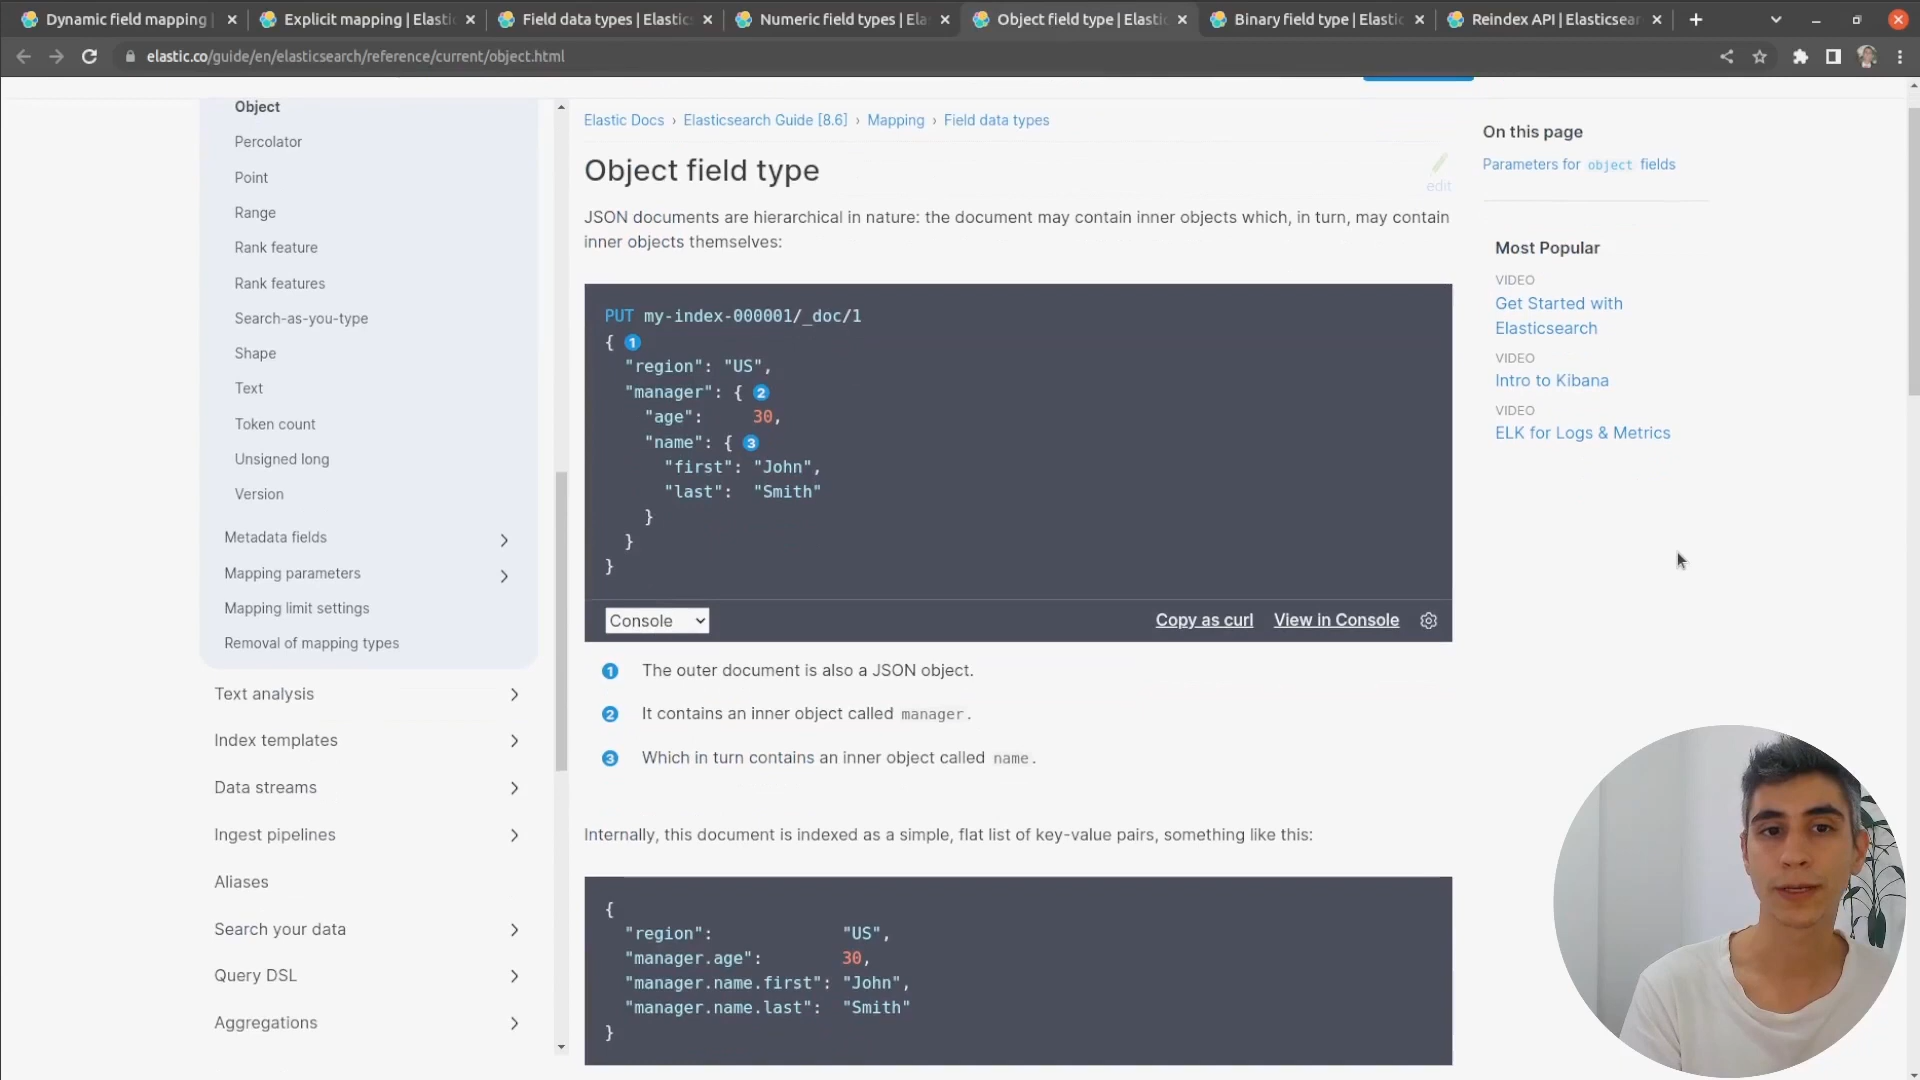 Dynamic field mapping
Explicit mapping | Elastic
Field data types | Elastics
Numeric field types | Ela
Object field type | Elastic
Binary field type | Elastic
Reindex API | Elasticsear
elastic.co/guide/en/elasticsearch/reference/current/object.html
Object
Percolator
Point
Range
Rank feature
Rank features
Search-as-you-type
Shape
Text
Token count
Unsigned long
Version
Metadata fields
Mapping parameters
Mapping limit settings
Removal of mapping types
Text analysis
Index templates
Data streams
Ingest pipelines
Aliases
Search your data
Query DSL
Aggregations
Elastic Docs › Elasticsearch Guide [8.6] › Mapping › Field data types
Object field type
edit
JSON documents are hierarchical in nature: the document may contain inner objects which, in turn, may contain
inner objects themselves:
PUT my-index-000001/_doc/1
{ 1
"region": "US",
"manager": { 2
"age": 30,
"name": { 3
"first": "John",
"last": "Smith"
}
}
}
Console
Copy as curl
View in Console
1 The outer document is also a JSON object.
2 It contains an inner object called manager.
3 Which in turn contains an inner object called name.
Internally, this document is indexed as a simple, flat list of key-value pairs, something like this:
{
"region": "US",
"manager.age": 30,
"manager.name.first": "John",
"manager.name.last": "Smith"
}
On this page
Parameters for object fields
Most Popular
VIDEO
Get Started with
Elasticsearch
VIDEO
Intro to Kibana
VIDEO
ELK for Logs & Metrics